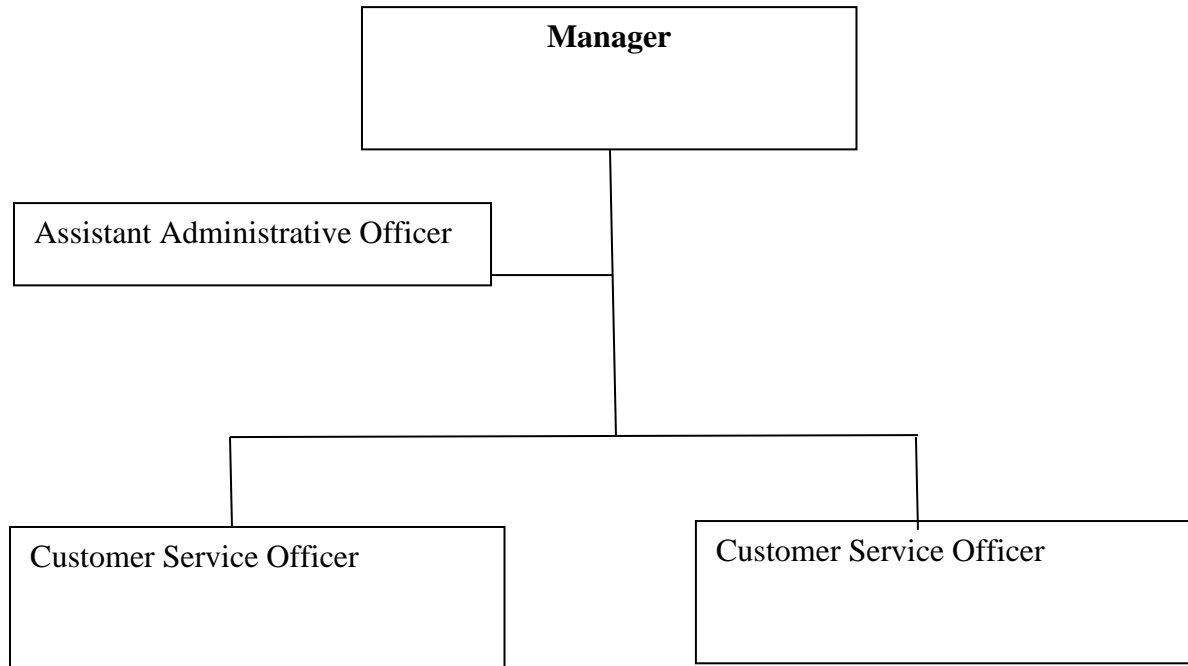 Manager
Assistant Administrative Officer
Customer Service Officer
Customer Service Officer